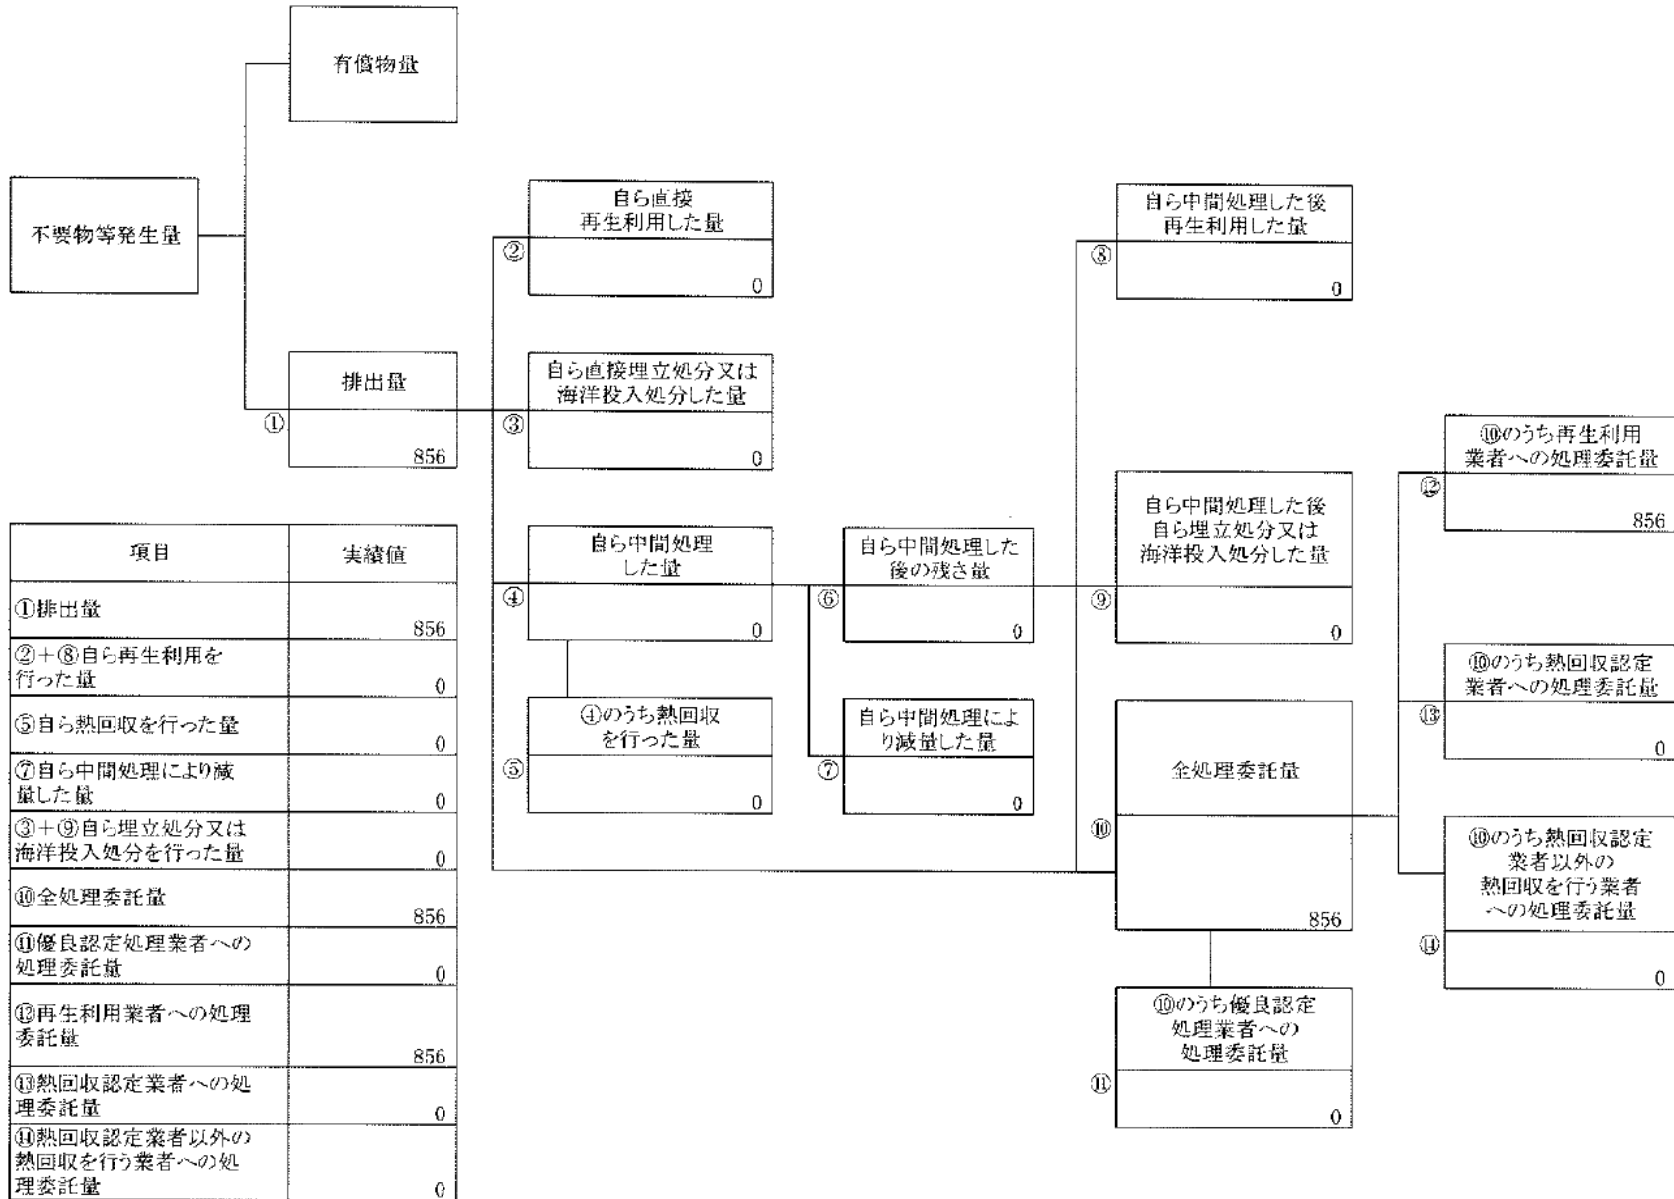 有償物量
不要物等発生量
自ら直接
再生利用した量
②
0
自ら中間処理した後
再生利用した量
⑧
0
排出量
①
856
自ら直接埋立処分又は
海洋投入処分した量
③
0
⑩のうち再生利用
業者への処理委託量
⑫
856
自ら中間処理
した量
④
0
自ら中間処理した
後の残さ量
⑥
0
自ら中間処理した後
自ら埋立処分又は
海洋投入処分した量
⑨
0
⑩のうち熱回収認定
業者への処理委託量
⑬
0
④のうち熱回収
を行った量
⑤
0
自ら中間処理によ
り減量した量
⑦
0
全処理委託量
⑩
856
⑩のうち熱回収認定
業者以外の
熱回収を行う業者
への処理委託量
⑭
0
⑩のうち優良認定
処理業者への
処理委託量
⑪
0
項目 実績値
①排出量
856
②+⑧自ら再生利用を
行った量
0
⑤自ら熱回収を行った量
0
⑦自ら中間処理により減
量した量
0
③+⑨自ら埋立処分又は
海洋投入処分を行った量
0
⑩全処理委託量
856
⑪優良認定処理業者への
処理委託量
0
⑫再生利用業者への処理
委託量
856
⑬熱回収認定業者への処
理委託量
0
⑭熱回収認定業者以外の
熱回収を行う業者への処
理委託量
0